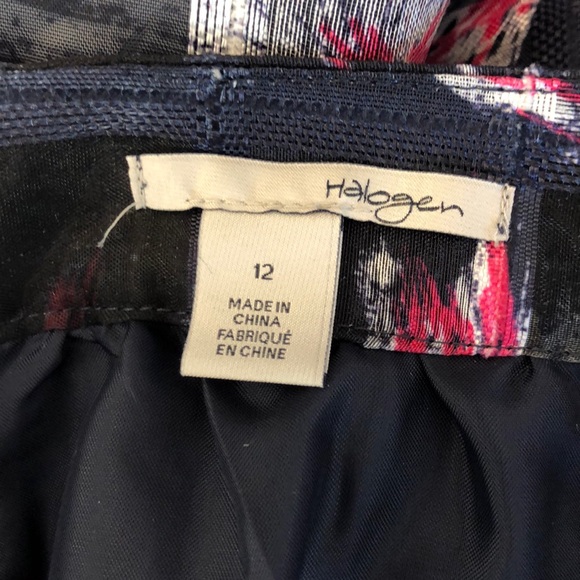 Halogen
12
MADE IN
CHINA
FABRIQUÉ
EN CHINE